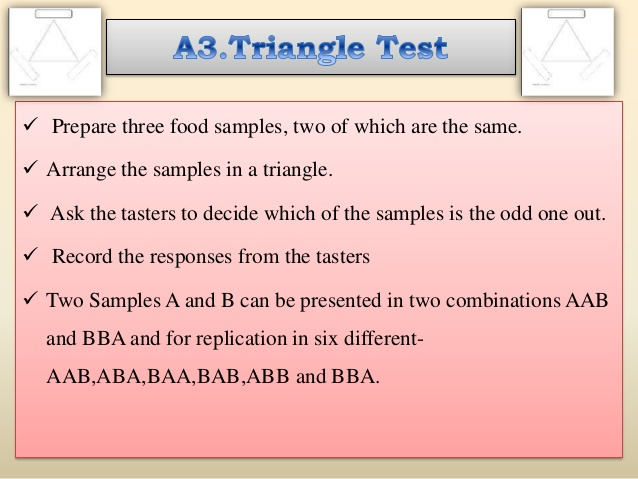 A3.Triangle Test
✓ Prepare three food samples, two of which are the same.
✓ Arrange the samples in a triangle.
✓ Ask the tasters to decide which of the samples is the odd one out.
✓ Record the responses from the tasters
✓ Two Samples A and B can be presented in two combinations AAB
and BBA and for replication in six different-
AAB,ABA,BAA,BAB,ABB and BBA.